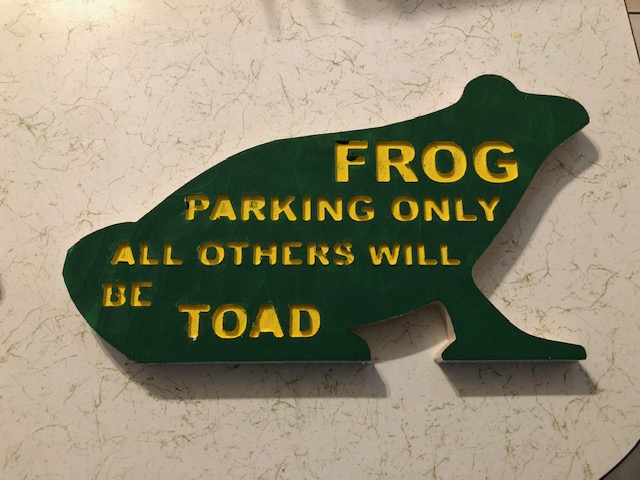 FROG
PARKING ONLY
ALL OTHERS WILL
BE
TOAD